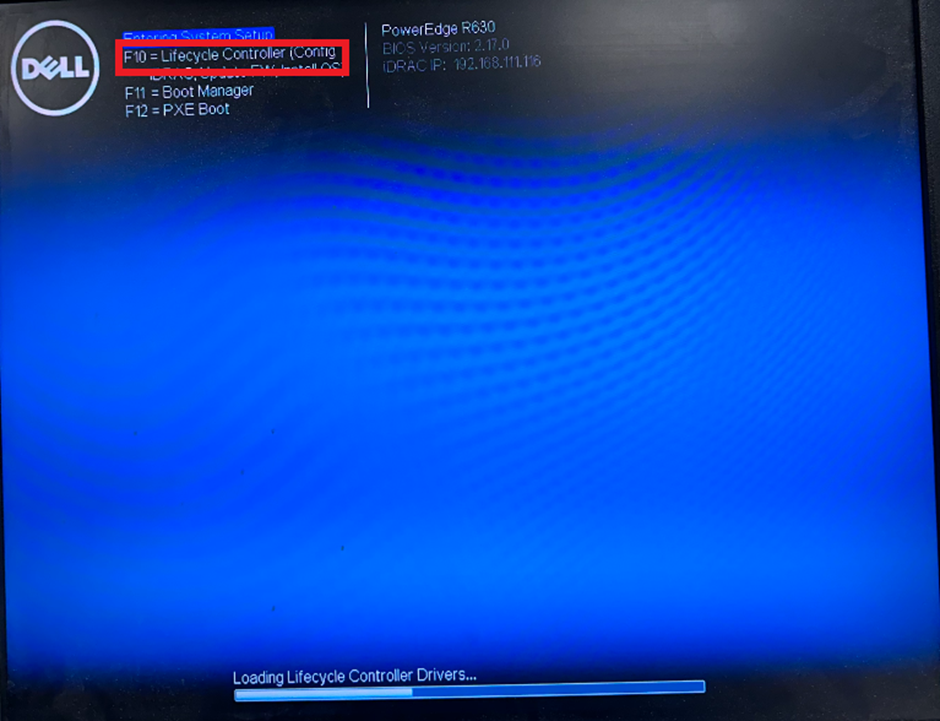 DELL
Entering System Setup
F10 = Lifecycle Controller (Config
iDRAC, Update FW, Install OS)
F11 = Boot Manager
F12 = PXE Boot
PowerEdge R630
BIOS Version: 2.17.0
iDRAC IP: 192.168.111.116
Loading Lifecycle Controller Drivers...